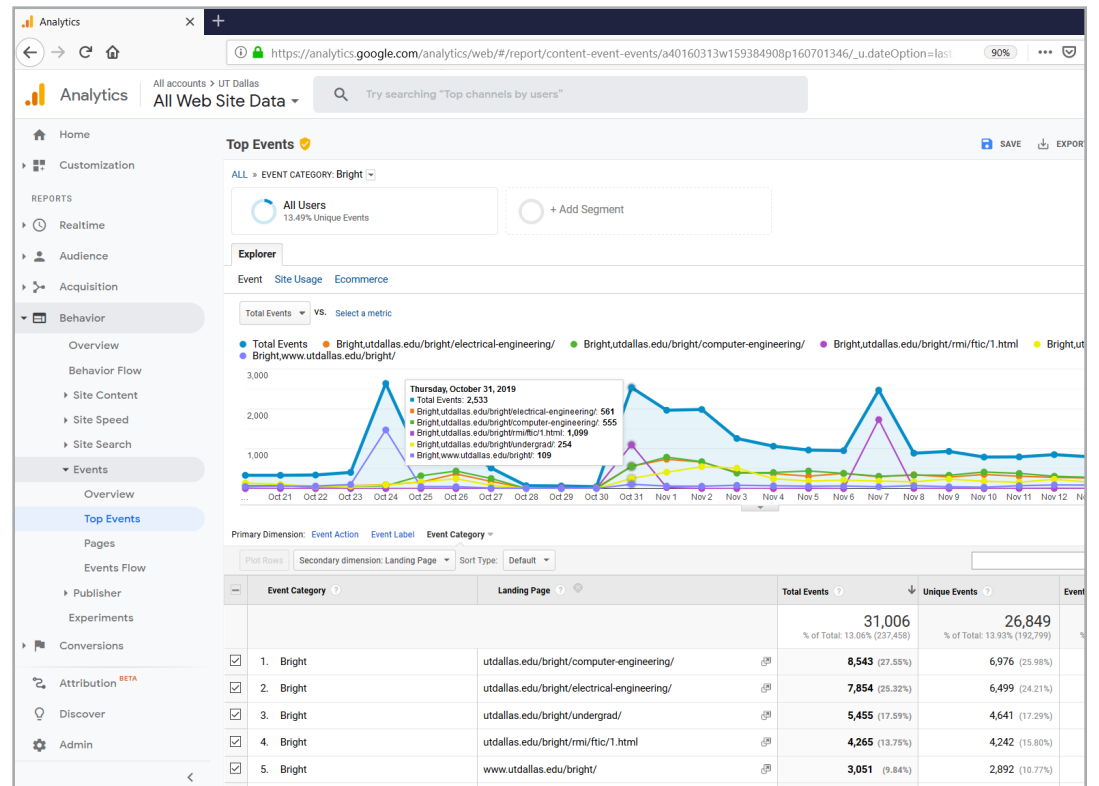 Analytics
https://analytics.google.com/analytics/web/#/report/content-event-events/a40160313w159384908p160701346/_u.dateOption=las
90%
Analytics
All accounts > UT Dallas
All Web Site Data
Try searching "Top channels by users"
Home
Customization
REPORTS
Realtime
Audience
Acquisition
Behavior
Overview
Behavior Flow
Site Content
Site Speed
Site Search
Events
Overview
Top Events
Pages
Events Flow
Publisher
Experiments
Conversions
Attribution BETA
Discover
Admin
Top Events
SAVE
EXPORT
ALL » EVENT CATEGORY: Bright
All Users
13.49% Unique Events
+ Add Segment
Explorer
Event Site Usage Ecommerce
Total Events VS. Select a metric
Total Events Bright,utdallas.edu/bright/electrical-engineering/ Bright,utdallas.edu/bright/computer-engineering/ Bright,utdallas.edu/bright/rmi/ftic/1.html Bright,ut
Bright,www.utdallas.edu/bright/
3,000
2,000
1,000
Thursday, October 31, 2019
Total Events: 2,533
Bright,utdallas.edu/bright/electrical-engineering/: 561
Bright,utdallas.edu/bright/computer-engineering/: 555
Bright,utdallas.edu/bright/rmi/ftic/1.html: 1,099
Bright,utdallas.edu/bright/undergrad/: 254
Bright,www.utdallas.edu/bright/: 109
... Oct 21 Oct 22 Oct 23 Oct 24 Oct 25 Oct 26 Oct 27 Oct 28 Oct 29 Oct 30 Oct 31 Nov 1 Nov 2 Nov 3 Nov 4 Nov 5 Nov 6 Nov 7 Nov 8 Nov 9 Nov 10 Nov 11 Nov 12
Primary Dimension: Event Action Event Label Event Category
Plot Rows Secondary dimension: Landing Page Sort Type: Default
Event Category Landing Page Total Events Unique Events Event
31,006 26,849
% of Total: 13.06% (237,458) % of Total: 13.93% (192,799) %
1. Bright utdallas.edu/bright/computer-engineering/ 8,543 (27.55%) 6,976 (25.98%)
2. Bright utdallas.edu/bright/electrical-engineering/ 7,854 (25.32%) 6,499 (24.21%)
3. Bright utdallas.edu/bright/undergrad/ 5,455 (17.59%) 4,641 (17.29%)
4. Bright utdallas.edu/bright/rmi/ftic/1.html 4,265 (13.75%) 4,242 (15.80%)
5. Bright www.utdallas.edu/bright/ 3,051 (9.84%) 2,892 (10.77%)